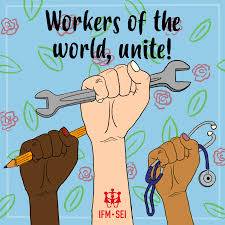 Workers of the
world, unite!
IFM-SEI